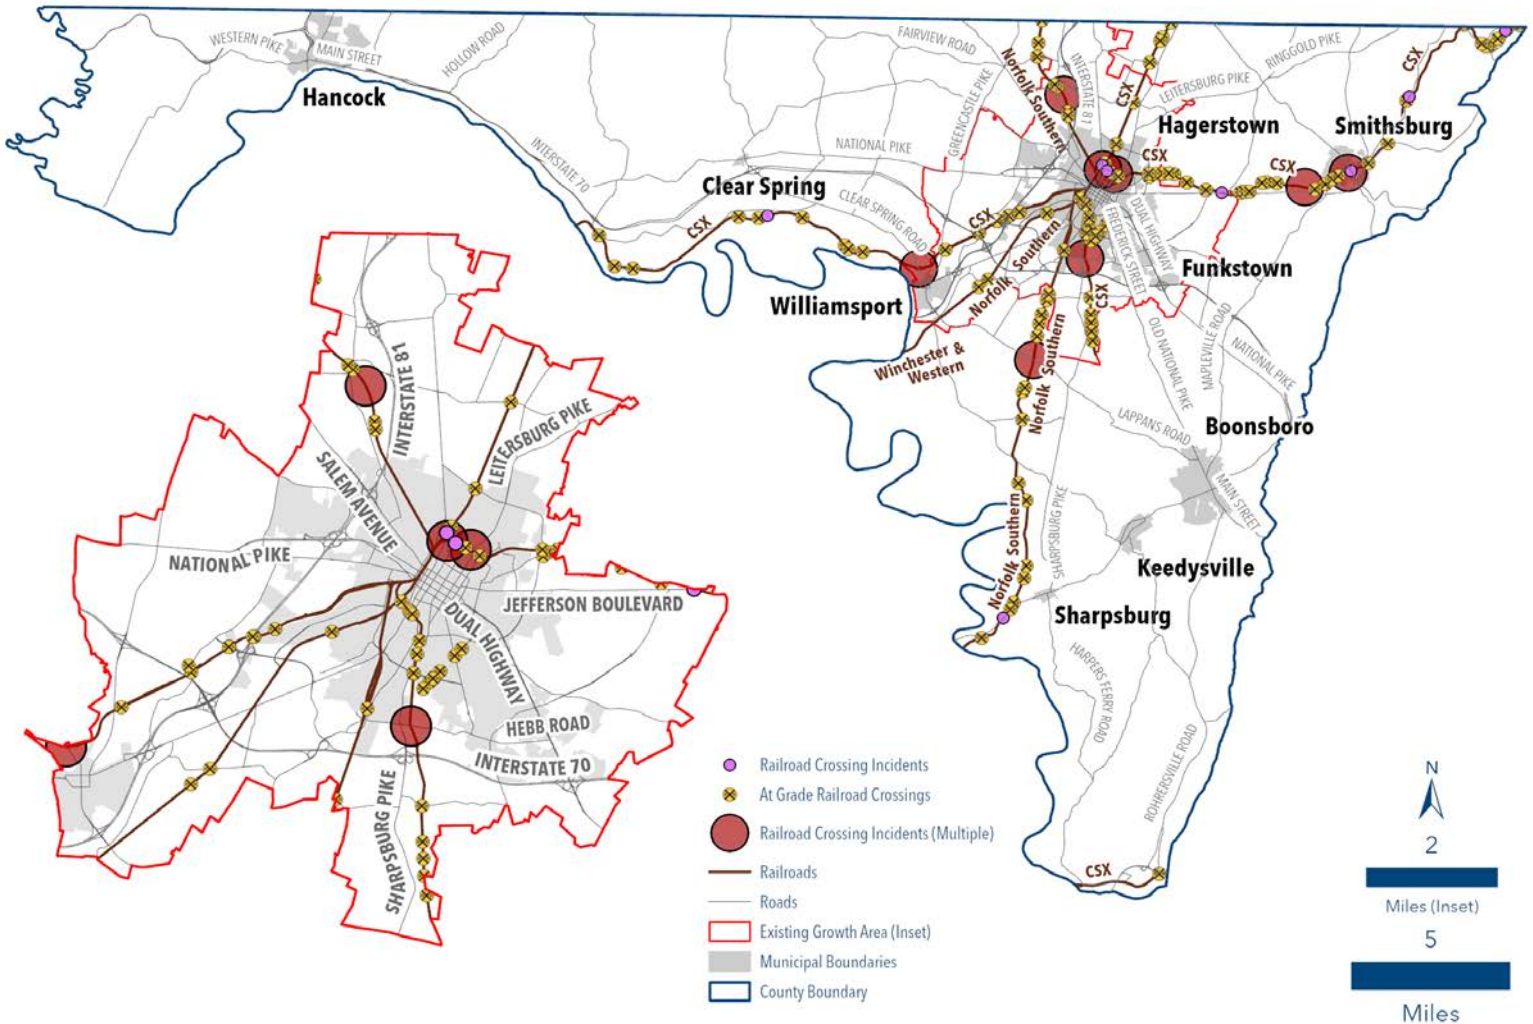 WESTERN PIKE
MAIN STREET
HOLLOW ROAD
Hancock
INTERSTATE 70
FAIRVIEW ROAD
GREENCASTLE PIKE
Norfolk Southern
INTERSTATE 81
CSX
LEITERSBURG PIKE
RINGGOLD PIKE
CSX
Hagerstown
Smithsburg
NATIONAL PIKE
CSX
CSX
Clear Spring
CLEAR SPRING ROAD
CSX
CSX
Norfolk Southern
FREDERICK STREET
DUAL HIGHWAY
Funkstown
Williamsport
CSX
Winchester &
Western
Norfolk Southern
OLD NATIONAL PIKE
MAPLEVILLE ROAD
NATIONAL PIKE
LAPPANS ROAD
Boonsboro
MAIN STREET
Norfolk Southern
SHARPSBURG PIKE
Keedysville
Sharpsburg
HARPERS FERRY ROAD
ROHRERSVILLE ROAD
CSX
INTERSTATE 81
LEITERSBURG PIKE
SALEM AVENUE
NATIONAL PIKE
JEFFERSON BOULEVARD
DUAL HIGHWAY
HEBB ROAD
INTERSTATE 70
SHARPSBURG PIKE
Railroad Crossing Incidents
At Grade Railroad Crossings
Railroad Crossing Incidents (Multiple)
Railroads
Roads
Existing Growth Area (Inset)
Municipal Boundaries
County Boundary
N
2
Miles (Inset)
5
Miles